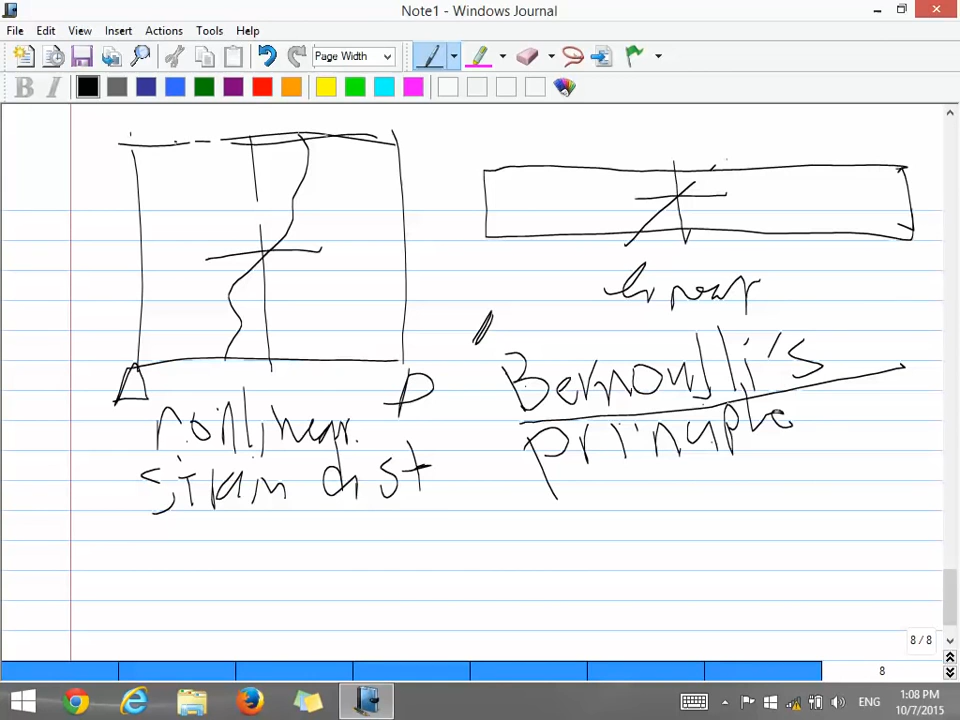 Note1 - Windows Journal
File Edit View Insert Actions Tools Help
Page Width
B I
linear
Bernoulli's
principle
nonlinear
strain dist
8 / 8
8
ENG
1:08 PM
10/7/2015